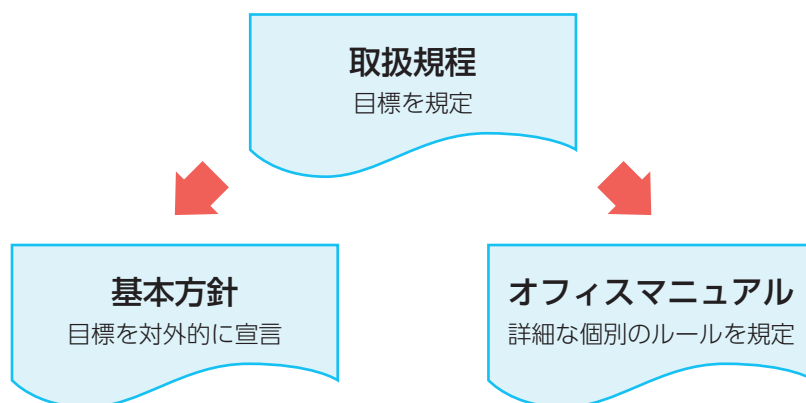 取扱規程
目標を規定
基本方針
目標を対外的に宣言
オフィスマニュアル
詳細な個別のルールを規定